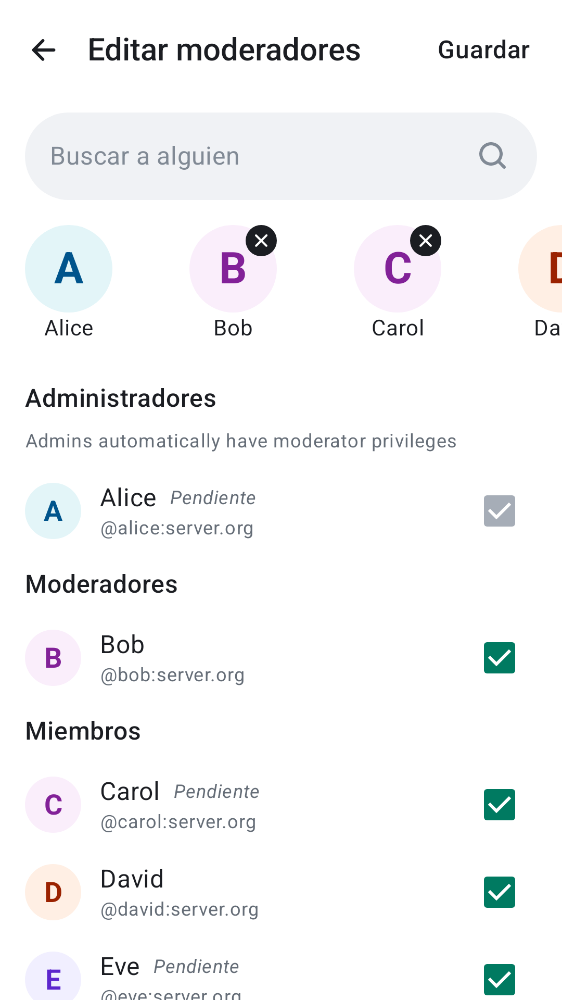 Editar moderadores Guardar
Buscar a alguien
A B C D
Alice Bob Carol Da
Administradores
Admins automatically have moderator privileges
A Alice Pendiente
@alice:server.org
Moderadores
B Bob
@bob:server.org
Miembros
C Carol Pendiente
@carol:server.org
D David
@david:server.org
E Eve Pendiente
@eve:server.org